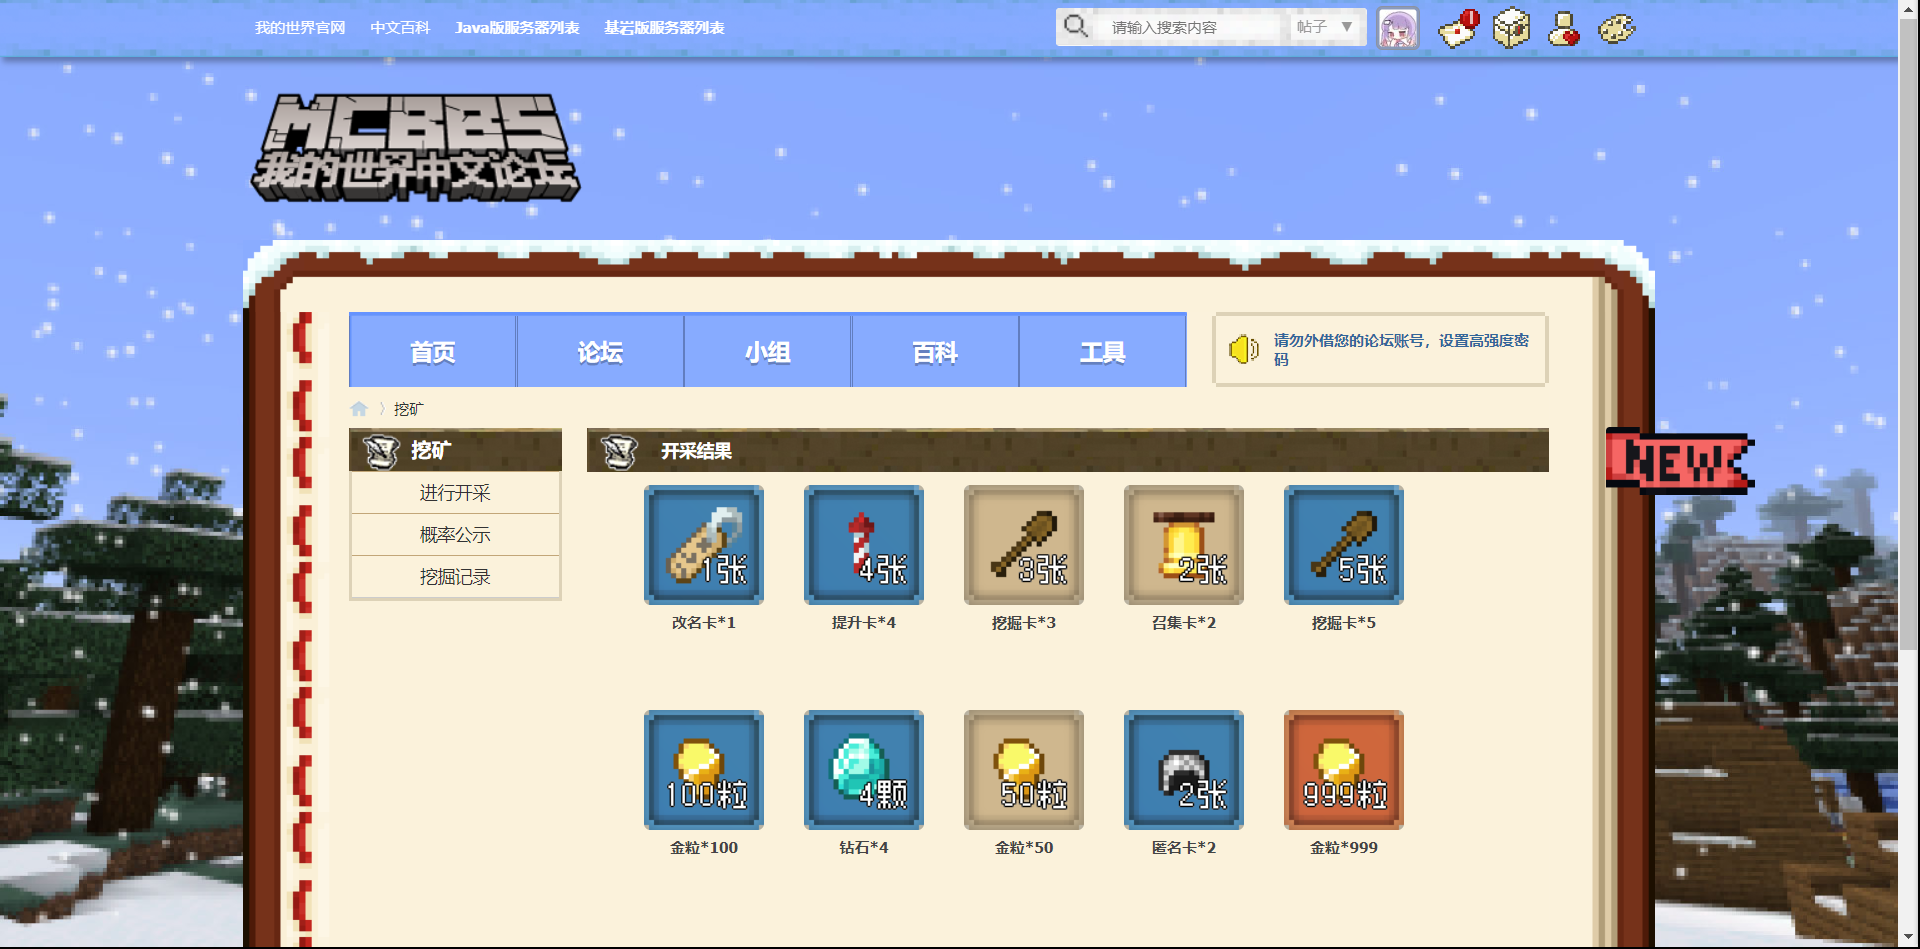 我的世界官网 中文百科 Java版服务器列表 基岩版服务器列表 请输入搜索内容 帖子 ▼
MCBBS
我的世界中文论坛
首页 论坛 小组 百科 工具
请勿外借您的论坛账号，设置高强度密
码
挖矿
挖矿
进行开采
概率公示
挖掘记录
开采结果
NEW
1张 4张 3张 2张 5张
改名卡*1 提升卡*4 挖掘卡*3 召集卡*2 挖掘卡*5
100粒 4颗 50粒 2张 999粒
金粒*100 钻石*4 金粒*50 匿名卡*2 金粒*999